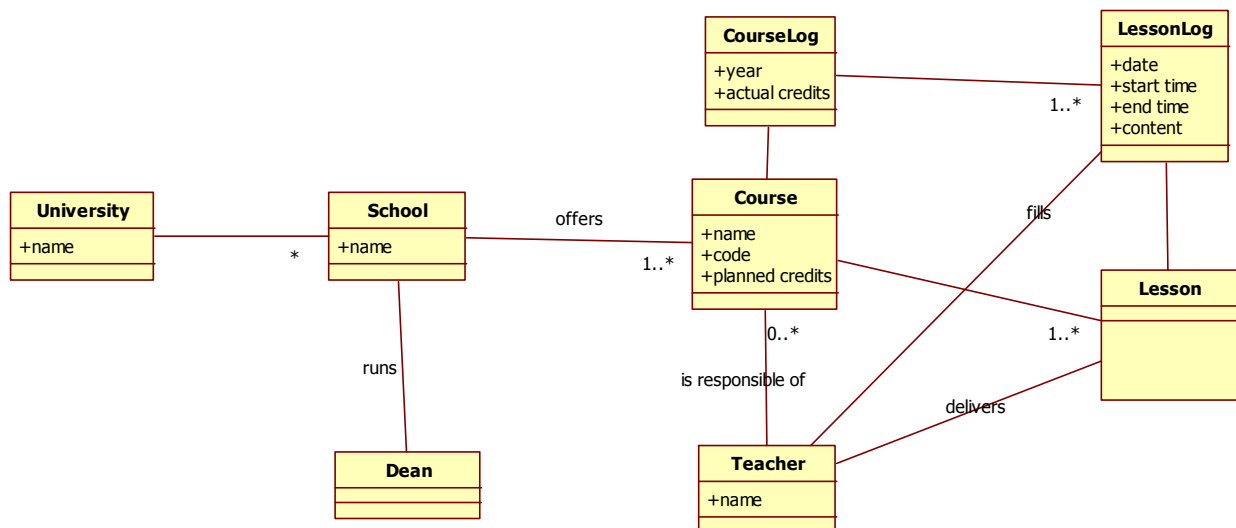 CourseLog
+year
+actual credits
LessonLog
+date
+start time
+end time
+content
1..*
University
+name
*
School
+name
offers
1..*
Course
+name
+code
+planned credits
0..*
fills
Lesson
1..*
runs
is responsible of
delivers
Dean
Teacher
+name